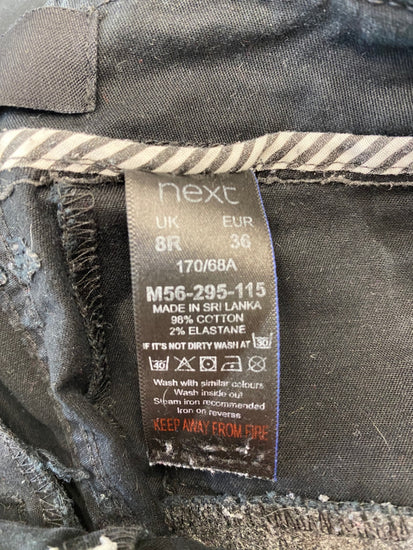 next
UK EUR
8R 36
170/68A
M56-295-115
MADE IN SRI LANKA
98% COTTON
2% ELASTANE
IF IT'S NOT DIRTY WASH AT 30
40
Wash with similar colours
Wash inside out
Steam iron recommended
Iron on reverse
KEEP AWAY FROM FIRE